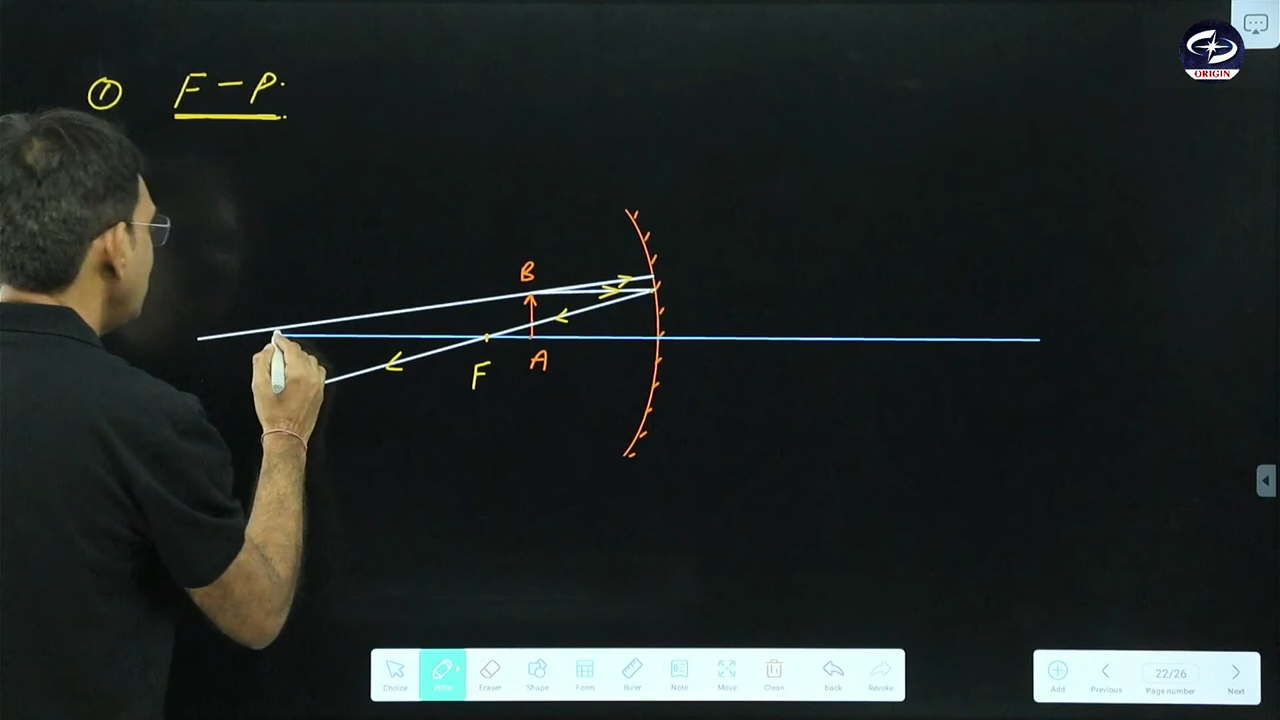 ORIGIN
① F - P.
B
F
A
Choice
Write
Eraser
Shape
Form
Ruler
Note
Move
Clean
back
Revoke
Add
Previous
22/26
Page number
Next